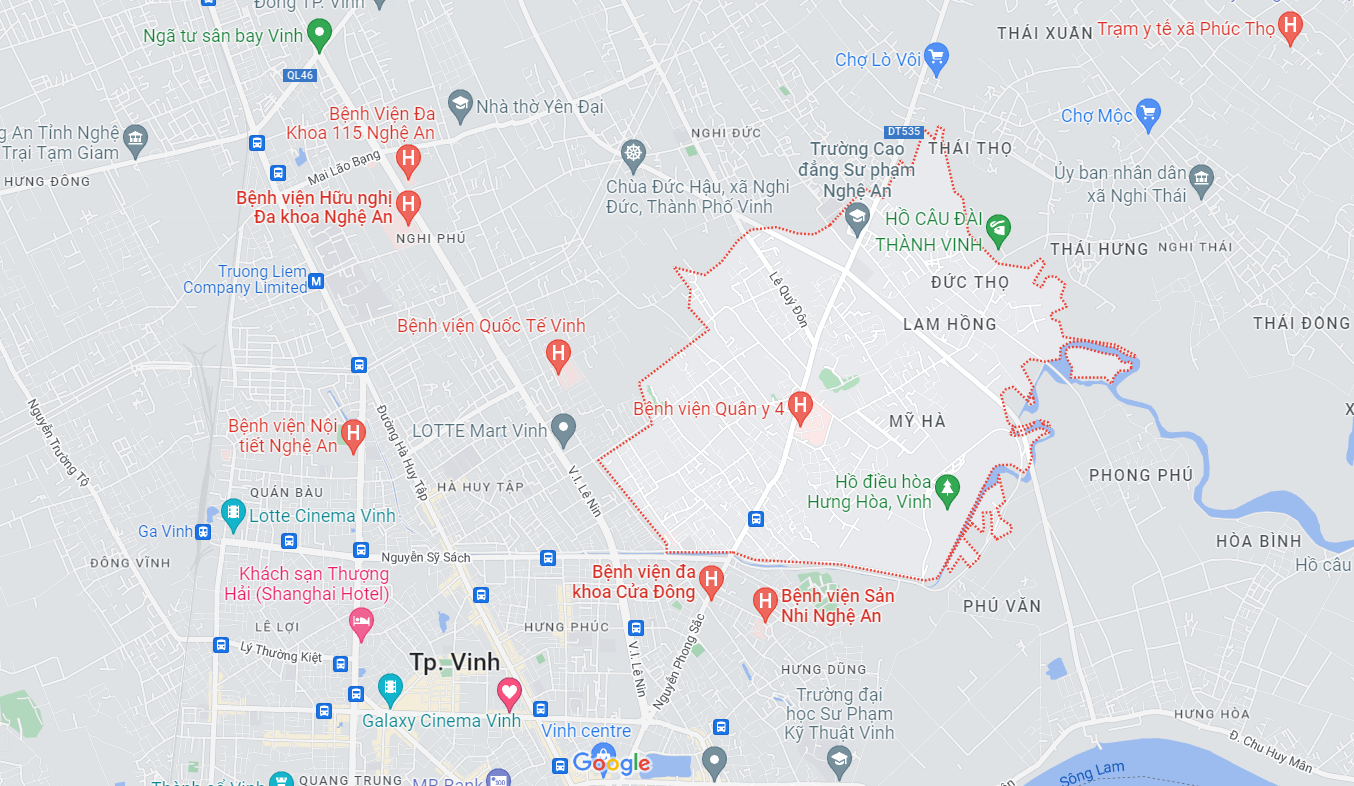 Đồng TP. Vinh
Ngã tư sân bay Vinh
THÁI XUÂN
Trạm y tế xã Phúc Thọ
Chợ Lò Vôi
QL46
Bệnh Viện Đa
Khoa 115 Nghệ An
Nhà thờ Yên Đại
Chợ Mộc
g An Tỉnh Nghệ
Trại Tạm Giam
HƯNG ĐÔNG
Mai Lão Bạng
NGHI ĐỨC
DT535
Trường Cao
đẳng Sư phạm
Nghệ An
THÁI THỌ
Chùa Đức Hậu, xã Nghi
Đức, Thành Phố Vinh
Ủy ban nhân dân
xã Nghi Thái
Bệnh viện Hữu nghị
Đa khoa Nghệ An
NGHI PHÚ
HỒ CÂU ĐÀI
THÀNH VINH
THÁI HƯNG
NGHI THÁI
Truong Liem
Company Limited
M
Lê Quý Đôn
ĐỨC THỌ
LAM HỒNG
THÁI ĐÔNG
Bệnh viện Quốc Tế Vinh
Bệnh viện Quân y 4
MỸ HÀ
Nguyễn Trường Tộ
Đường Hà Huy Tập
Bệnh viện Nội
tiết Nghệ An
LOTTE Mart Vinh
V.I. Lê Nin
PHONG PHÚ
QUÁN BÀU
HÀ HUY TẬP
Hồ điều hòa
Hưng Hòa, Vinh
Lotte Cinema Vinh
Ga Vinh
HÒA BÌNH
Hồ câu
ĐÔNG VĨNH
Nguyễn Sỹ Sách
Khách sạn Thượng
Hải (Shanghai Hotel)
Bệnh viện đa
khoa Cửa Đông
Bệnh viện Sản
Nhi Nghệ An
PHÚ VĂN
LÊ LỢI
HƯNG PHÚC
Lý Thường Kiệt
V.I. Lê Nin
Nguyễn Phong Sắc
Tp. Vinh
HƯNG DŨNG
Trường đại
học Sư Phạm
Kỹ Thuật Vinh
Galaxy Cinema Vinh
Vinh centre
HƯNG HÒA
Đ. Chu Huy Mân
Google
Sông Lam
Thành cổ Vinh
QUANG TRUNG
MB Bank